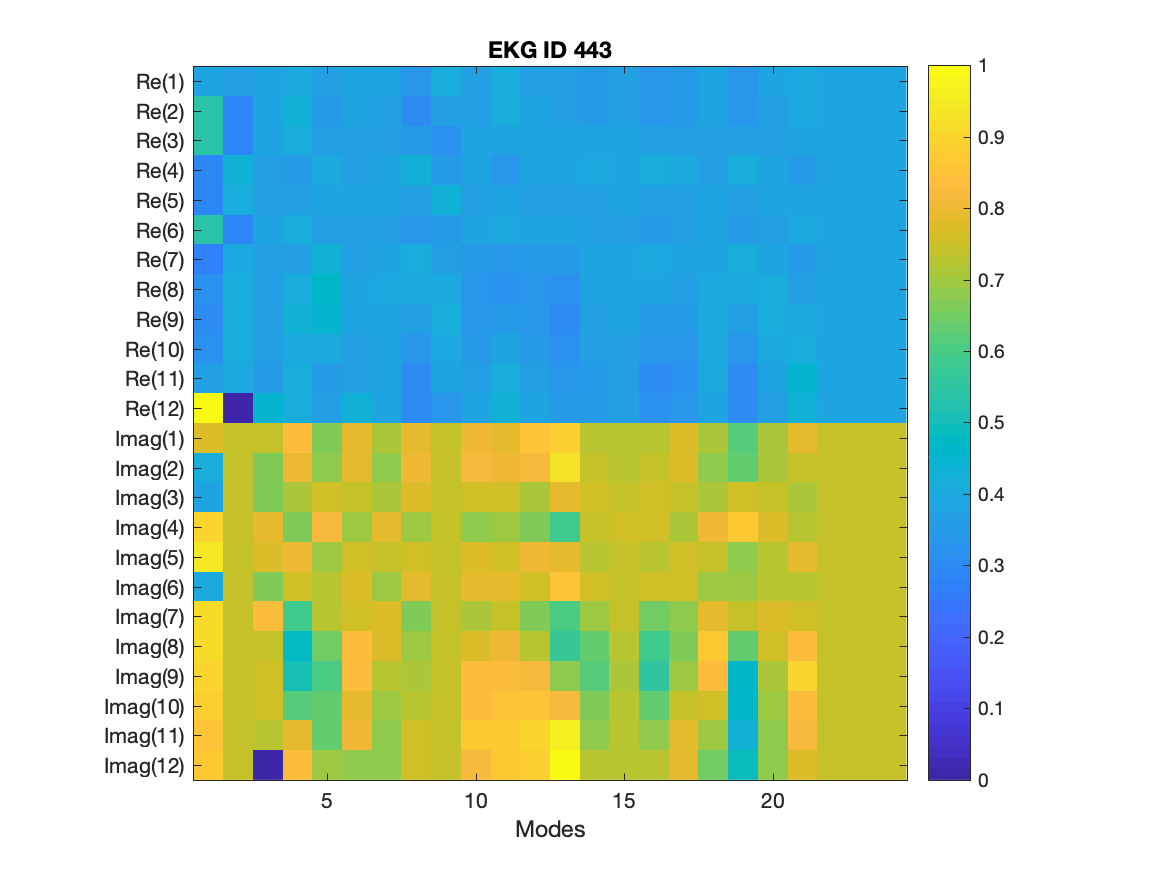 EKG ID 443
Re(1)
Re(2)
Re(3)
Re(4)
Re(5)
Re(6)
Re(7)
Re(8)
Re(9)
Re(10)
Re(11)
Re(12)
Imag(1)
Imag(2)
Imag(3)
Imag(4)
Imag(5)
Imag(6)
Imag(7)
Imag(8)
Imag(9)
Imag(10)
Imag(11)
Imag(12)
5 10 15 20
Modes
1
0.9
0.8
0.7
0.6
0.5
0.4
0.3
0.2
0.1
0